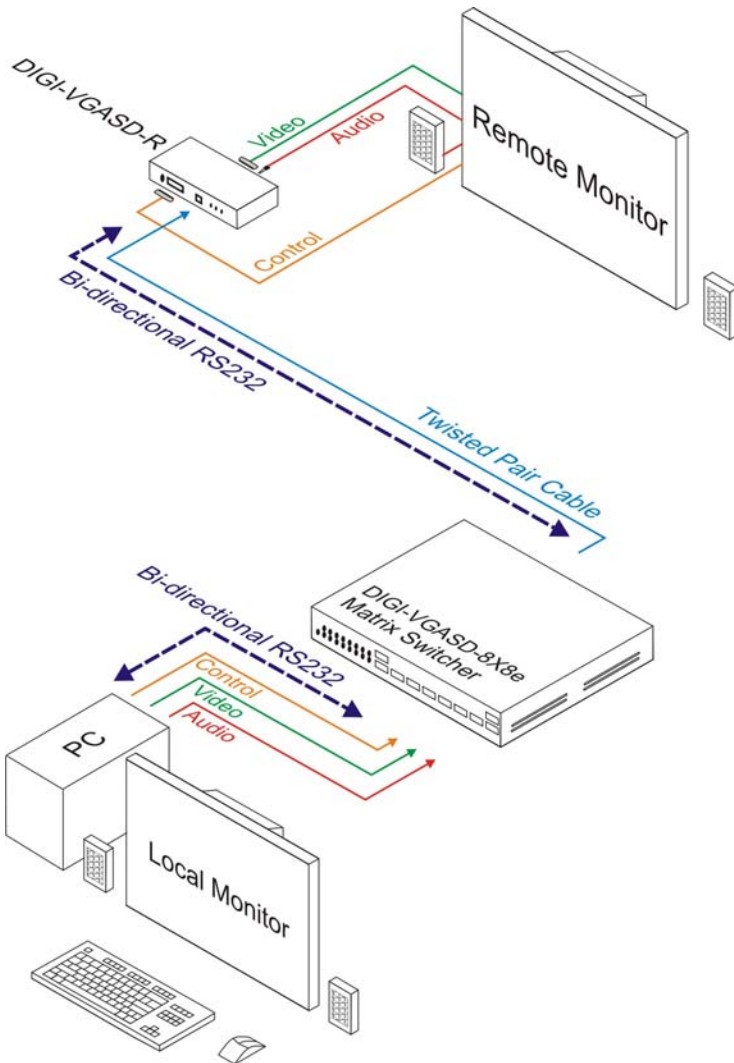 DIGI-VGASD-R
Video
Audio
Remote Monitor
Control
Bi-directional RS232
Twisted Pair Cable
DIGI-VGASD-8X8e
Matrix Switcher
Bi-directional RS232
Control
Video
Audio
PC
Local Monitor